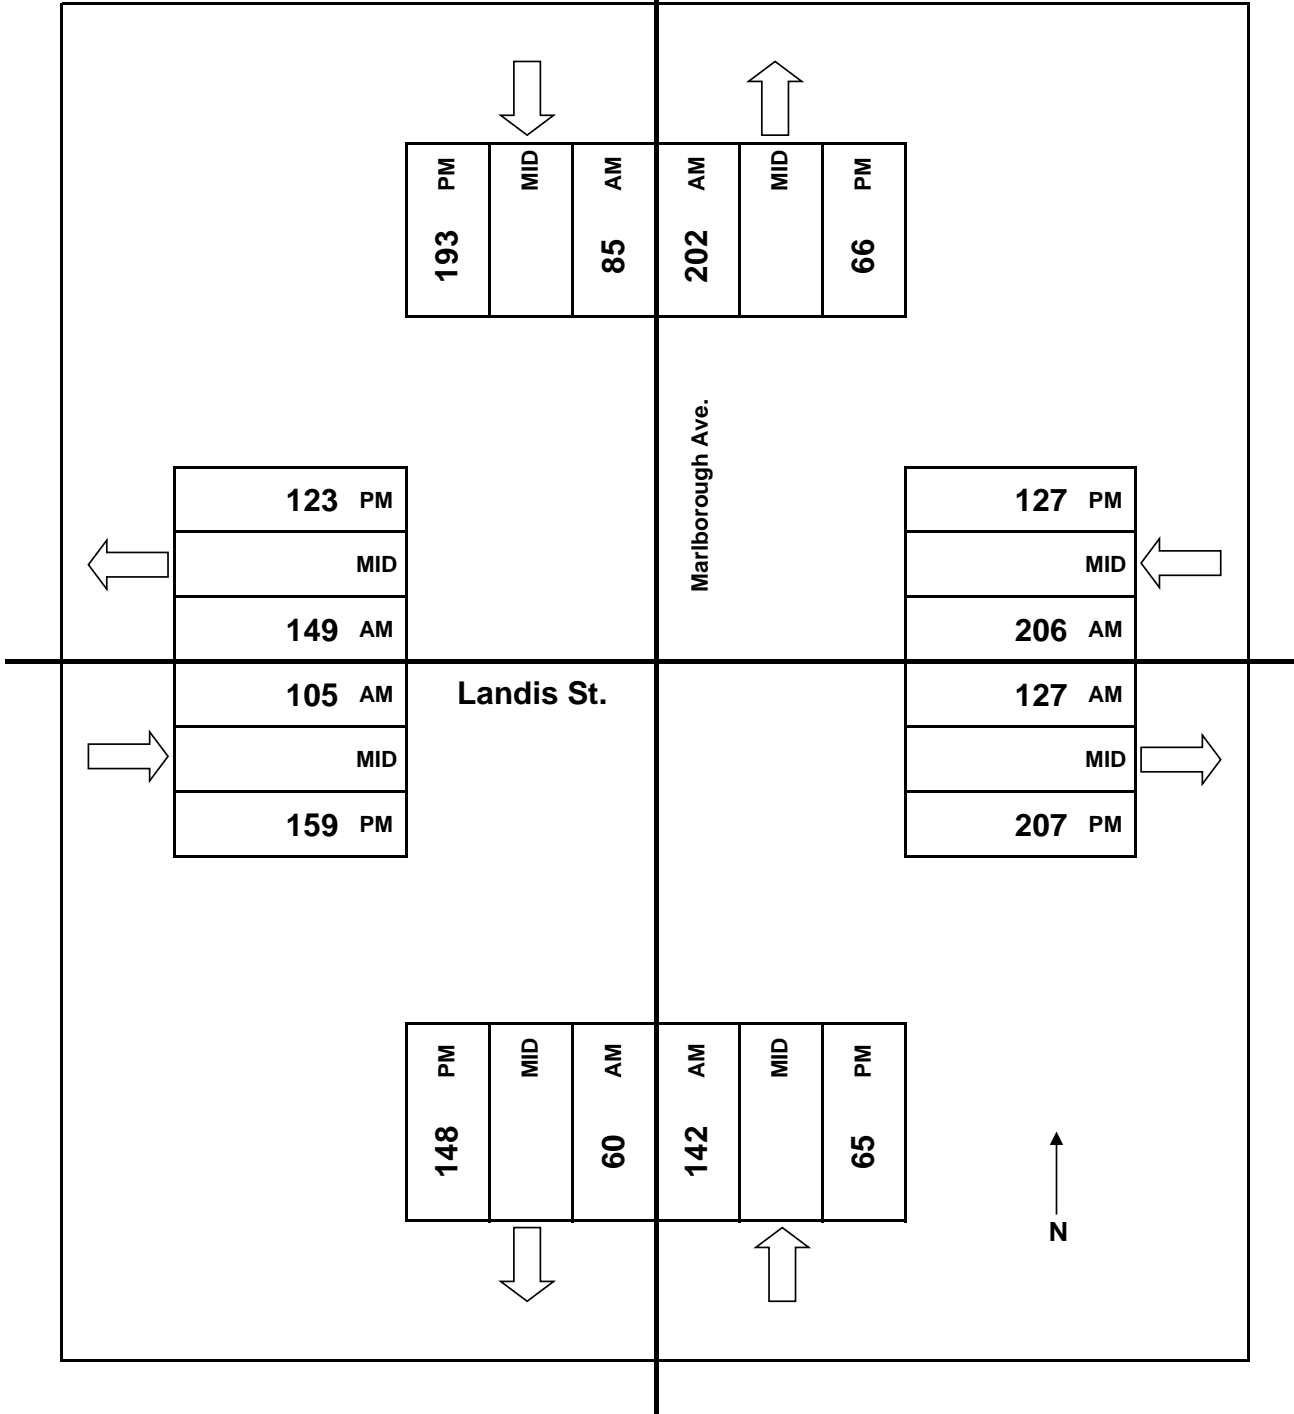 PM MID AM AM MID PM
193 85 202 66
Marlborough Ave.
123 PM
MID
149 AM
105 AM
MID
159 PM
Landis St.
127 PM
MID
206 AM
127 AM
MID
207 PM
PM MID AM AM MID PM
148 60 142 65
N